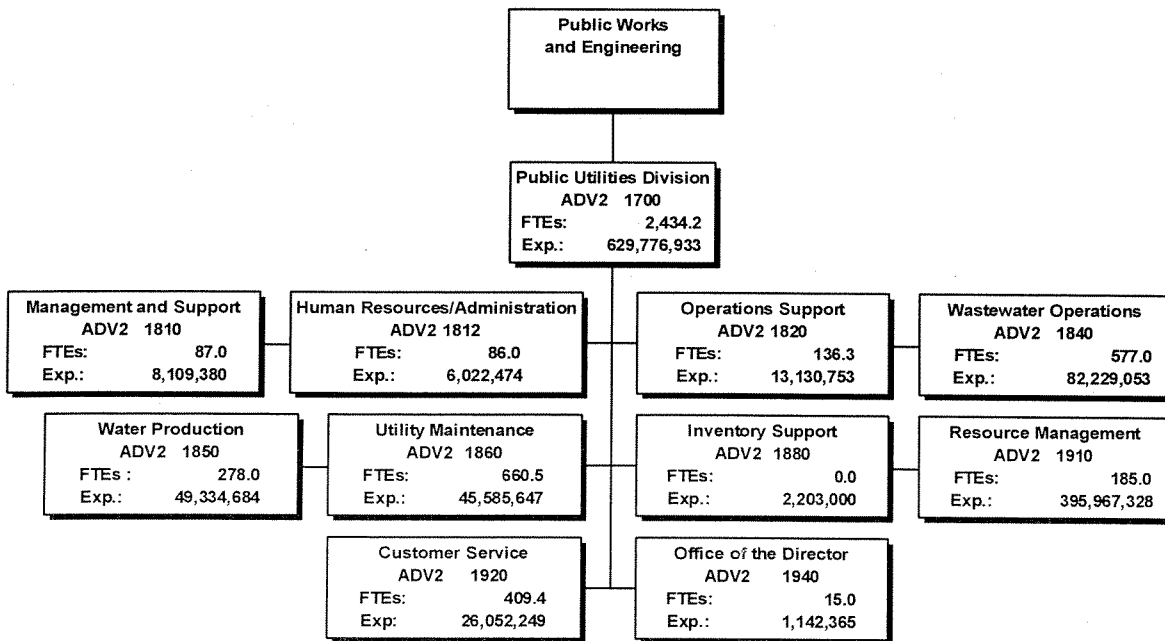 Public Works
and Engineering
Public Utilities Division
ADV2 1700
FTEs: 2,434.2
Exp.: 629,776,933
Management and Support
ADV2 1810
FTEs: 87.0
Exp.: 8,109,380
Human Resources/Administration
ADV2 1812
FTEs: 86.0
Exp.: 6,022,474
Operations Support
ADV2 1820
FTEs: 136.3
Exp.: 13,130,753
Wastewater Operations
ADV2 1840
FTEs: 577.0
Exp.: 82,229,053
Water Production
ADV2 1850
FTEs : 278.0
Exp.: 49,334,684
Utility Maintenance
ADV2 1860
FTEs: 660.5
Exp.: 45,585,647
Inventory Support
ADV2 1880
FTEs: 0.0
Exp.: 2,203,000
Resource Management
ADV2 1910
FTEs: 185.0
Exp.: 395,967,328
Customer Service
ADV2 1920
FTEs: 409.4
Exp: 26,052,249
Office of the Director
ADV2 1940
FTEs: 15.0
Exp.: 1,142,365